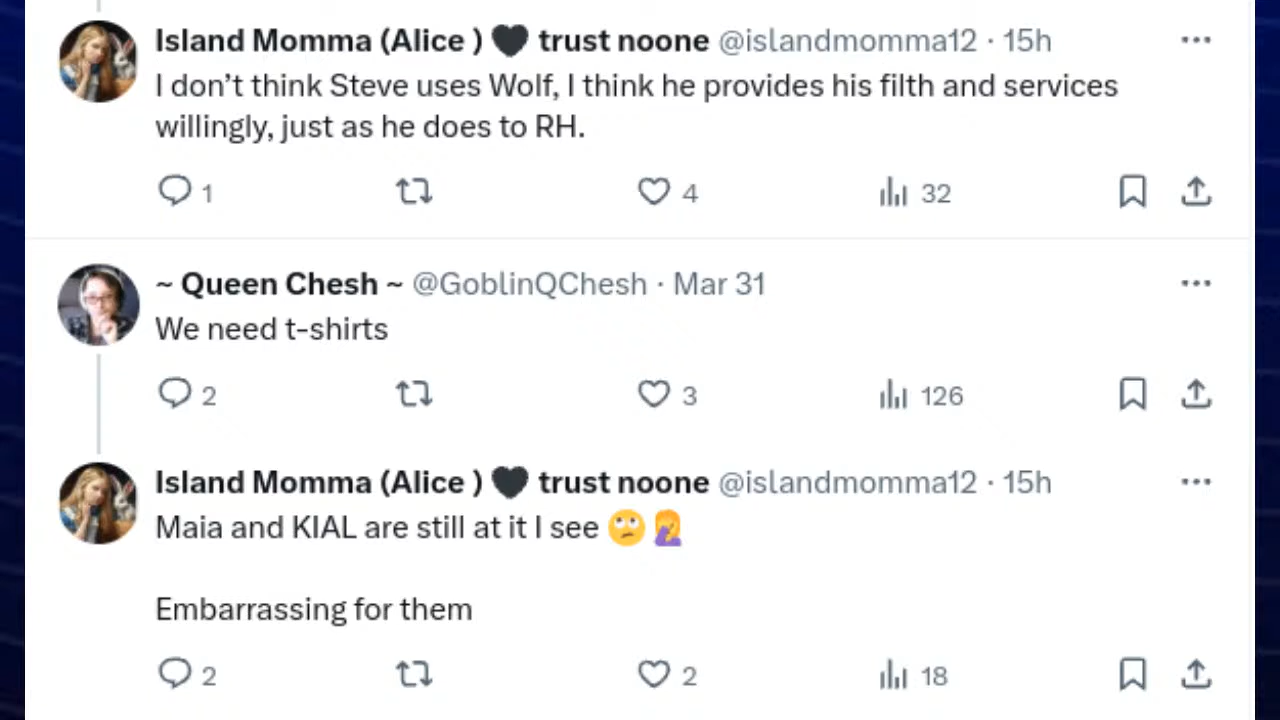 Island Momma (Alice ) 🖤 trust noone @islandmomma12 · 15h
I don’t think Steve uses Wolf, I think he provides his filth and services
willingly, just as he does to RH.
1 4 32
~ Queen Chesh ~ @GoblinQChesh · Mar 31
We need t-shirts
2 3 126
Island Momma (Alice ) 🖤 trust noone @islandmomma12 · 15h
Maia and KIAL are still at it I see 🙄 🤦‍♀️
Embarrassing for them
2 2 18